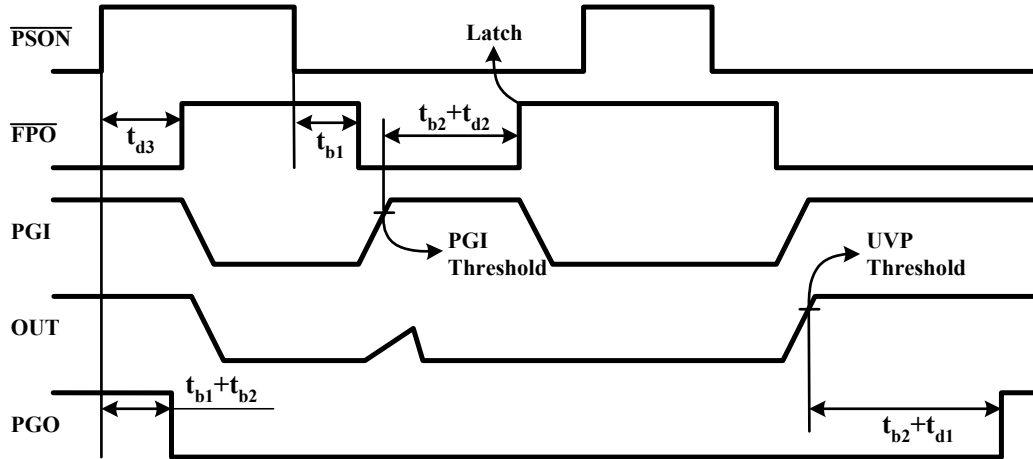 PSON
Latch
FPO
t_d3
t_b1
t_b2+t_d2
PGI
PGI
Threshold
UVP
Threshold
OUT
t_b1+t_b2
PGO
t_b2+t_d1